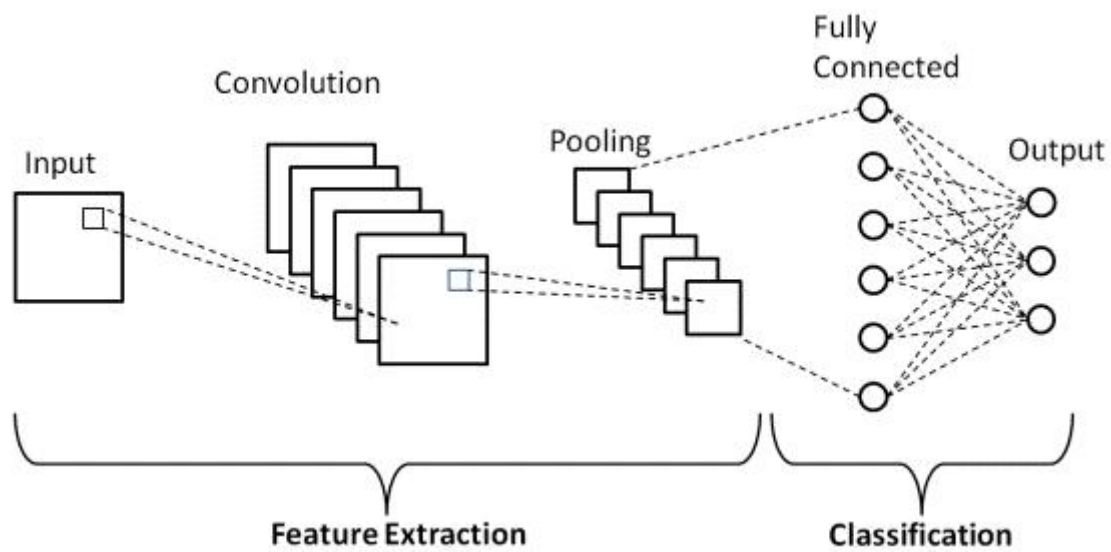 Input
Convolution
Pooling
Fully
Connected
Output
Feature Extraction
Classification